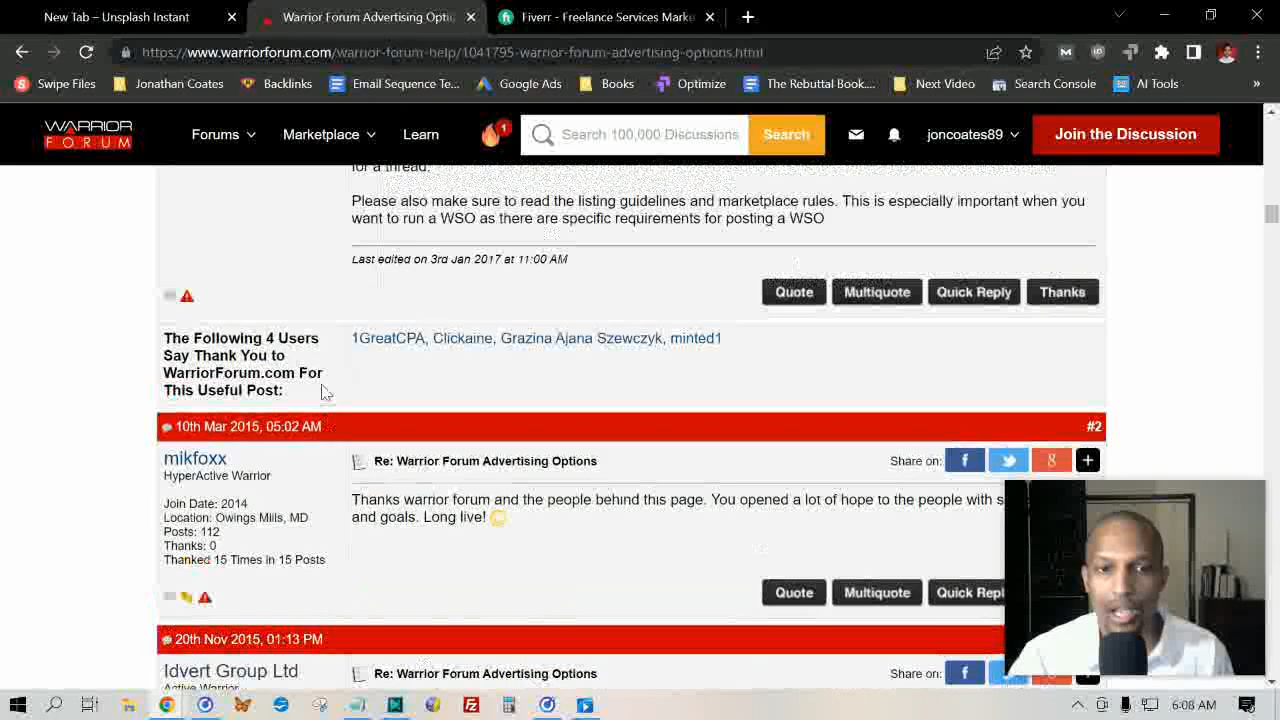 New Tab – Unsplash Instant
Warrior Forum Advertising Optio
Fiverr - Freelance Services Marke
https://www.warriorforum.com/warrior-forum-help/1041795-warrior-forum-advertising-options.html
Swipe Files
Jonathan Coates
Backlinks
Email Sequence Te...
Google Ads
Books
Optimize
The Rebuttal Book....
Next Video
Search Console
AI Tools
WARRIOR
FORUM
Forums
Marketplace
Learn
1
Search 100,000 Discussions
Search
joncoates89
Join the Discussion
for a thread.
Please also make sure to read the listing guidelines and marketplace rules. This is especially important when you
want to run a WSO as there are specific requirements for posting a WSO
Last edited on 3rd Jan 2017 at 11:00 AM
Quote
Multiquote
Quick Reply
Thanks
The Following 4 Users
Say Thank You to
WarriorForum.com For
This Useful Post:
1GreatCPA, Clickaine, Grazina Ajana Szewczyk, minted1
10th Mar 2015, 05:02 AM
#2
mikfoxx
HyperActive Warrior
Join Date: 2014
Location: Owings Mills, MD
Posts: 112
Thanks: 0
Thanked 15 Times in 15 Posts
Re: Warrior Forum Advertising Options
Share on:
Thanks warrior forum and the people behind this page. You opened a lot of hope to the people with s
and goals. Long live!
Quote
Multiquote
Quick Repl
20th Nov 2015, 01:13 PM
Idvert Group Ltd
Active Warrior
Re: Warrior Forum Advertising Options
Share on:
6:08 AM